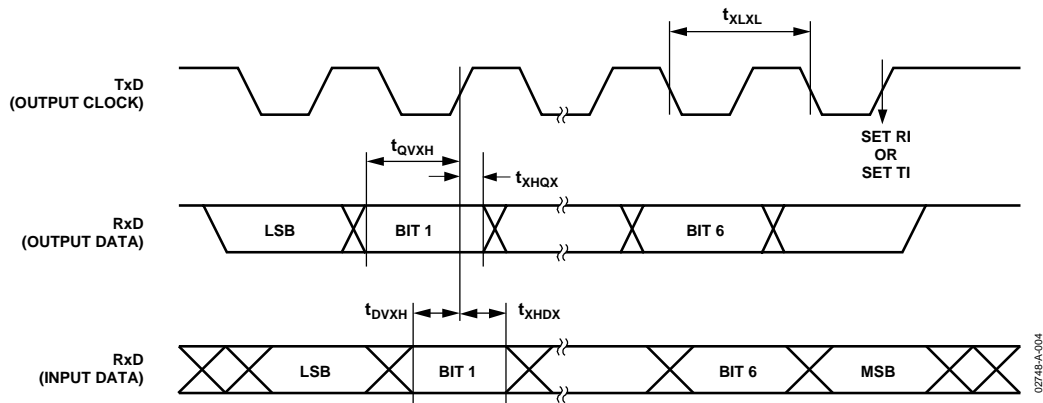 tXLXL
TxD
(OUTPUT CLOCK)
SET RI
OR
SET TI
tQVXH
tXHQX
RxD
(OUTPUT DATA)
LSB
BIT 1
BIT 6
tDVXH
tXHDX
RxD
(INPUT DATA)
LSB
BIT 1
BIT 6
MSB
02748-A-004